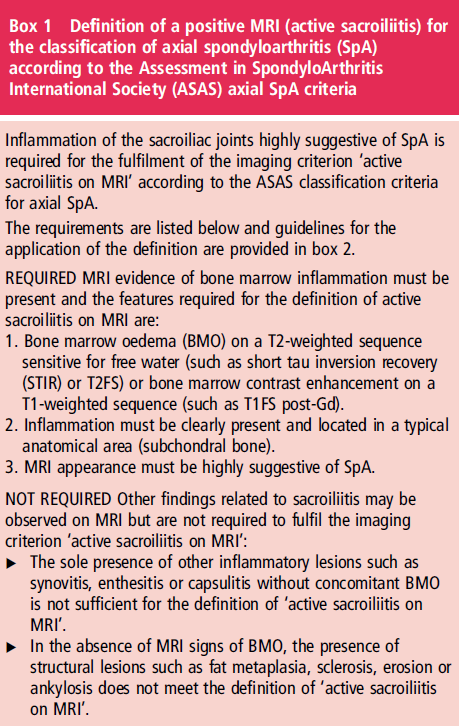 Box 1 Definition of a positive MRI (active sacroiliitis) for
the classification of axial spondyloarthritis (SpA)
according to the Assessment in SpondyloArthritis
International Society (ASAS) axial SpA criteria
Inflammation of the sacroiliac joints highly suggestive of SpA is
required for the fulfilment of the imaging criterion ‘active
sacroiliitis on MRI’ according to the ASAS classification criteria
for axial SpA.
The requirements are listed below and guidelines for the
application of the definition are provided in box 2.
REQUIRED MRI evidence of bone marrow inflammation must be
present and the features required for the definition of active
sacroiliitis on MRI are:
1. Bone marrow oedema (BMO) on a T2-weighted sequence
sensitive for free water (such as short tau inversion recovery
(STIR) or T2FS) or bone marrow contrast enhancement on a
T1-weighted sequence (such as T1FS post-Gd).
2. Inflammation must be clearly present and located in a typical
anatomical area (subchondral bone).
3. MRI appearance must be highly suggestive of SpA.
NOT REQUIRED Other findings related to sacroiliitis may be
observed on MRI but are not required to fulfil the imaging
criterion ‘active sacroiliitis on MRI’:
▶ The sole presence of other inflammatory lesions such as
synovitis, enthesitis or capsulitis without concomitant BMO
is not sufficient for the definition of ‘active sacroiliitis on
MRI’.
▶ In the absence of MRI signs of BMO, the presence of
structural lesions such as fat metaplasia, sclerosis, erosion or
ankylosis does not meet the definition of ‘active sacroiliitis
on MRI’.